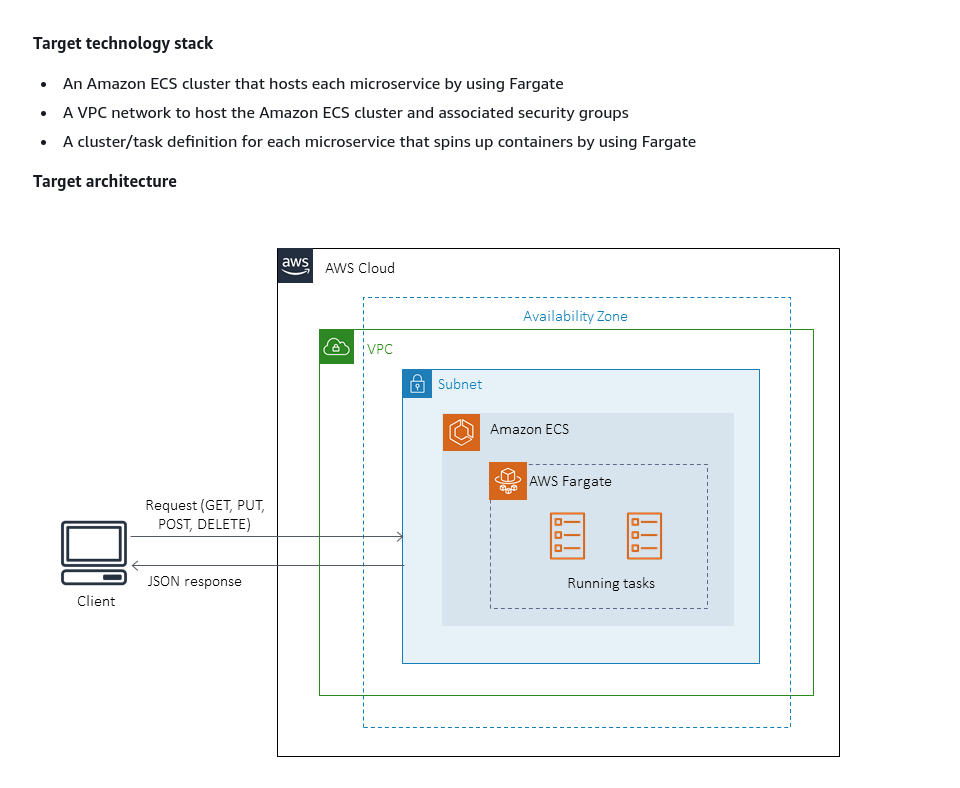 Target technology stack
An Amazon ECS cluster that hosts each microservice by using Fargate
A VPC network to host the Amazon ECS cluster and associated security groups
A cluster/task definition for each microservice that spins up containers by using Fargate
Target architecture
aws
AWS Cloud
Availability Zone
VPC
Subnet
Amazon ECS
AWS Fargate
Request (GET, PUT,
POST, DELETE)
JSON response
Client
Running tasks